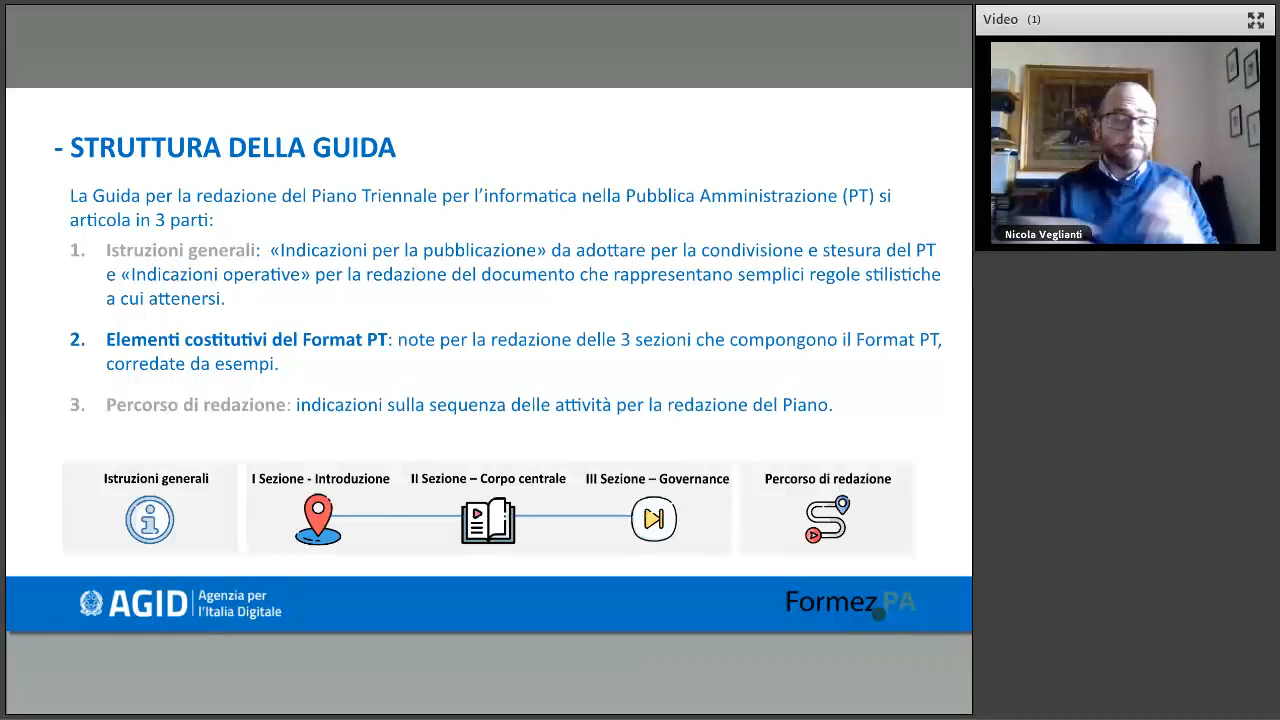 Video (1)
Nicola Veglianti
- STRUTTURA DELLA GUIDA
La Guida per la redazione del Piano Triennale per l'informatica nella Pubblica Amministrazione (PT) si
articola in 3 parti:
1. Istruzioni generali: «Indicazioni per la pubblicazione» da adottare per la condivisione e stesura del PT
e «Indicazioni operative» per la redazione del documento che rappresentano semplici regole stilistiche
a cui attenersi.
2. Elementi costitutivi del Format PT: note per la redazione delle 3 sezioni che compongono il Format PT,
corredate da esempi.
3. Percorso di redazione: indicazioni sulla sequenza delle attività per la redazione del Piano.
Istruzioni generali
I Sezione - Introduzione
II Sezione – Corpo centrale
III Sezione – Governance
Percorso di redazione
AGID
Agenzia per
l'Italia Digitale
Formez PA